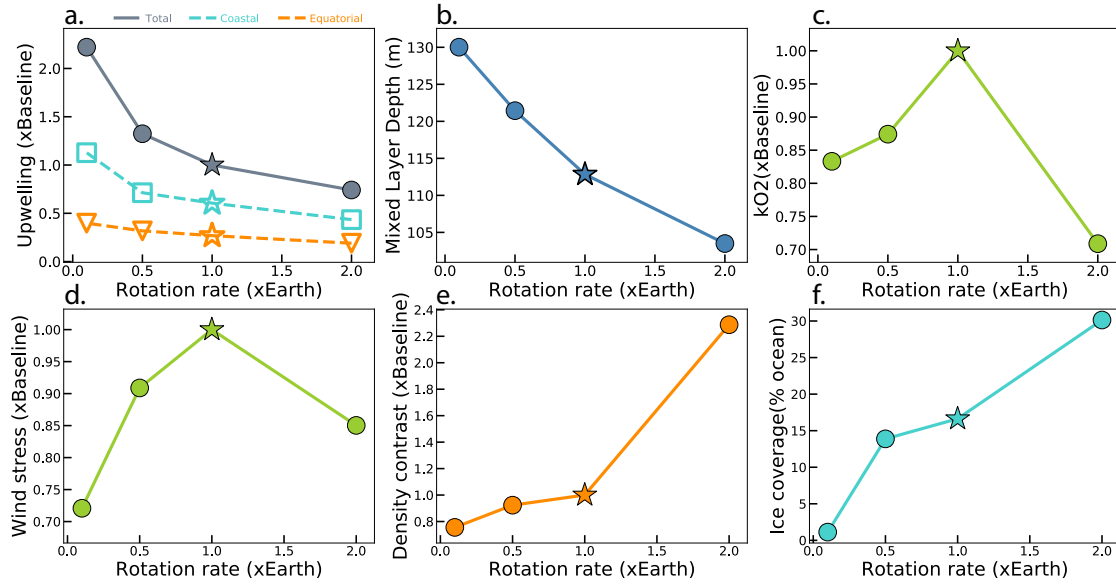 a.
Total Coastal Equatorial
Upwelling (xBaseline)
2.0
1.5
1.0
0.5
0.0
0.0 0.5 1.0 1.5 2.0
Rotation rate (xEarth)
b.
Mixed Layer Depth (m)
130
125
120
115
110
105
0.0 0.5 1.0 1.5 2.0
Rotation rate (xEarth)
c.
kO2(xBaseline)
1.00
0.95
0.90
0.85
0.80
0.75
0.70
0.0 0.5 1.0 1.5 2.0
Rotation rate (xEarth)
d.
Wind stress (xBaseline)
1.00
0.95
0.90
0.85
0.80
0.75
0.70
0.0 0.5 1.0 1.5 2.0
Rotation rate (xEarth)
e.
Density contrast (xBaseline)
2.4
2.2
2.0
1.8
1.6
1.4
1.2
1.0
0.8
0.0 0.5 1.0 1.5 2.0
Rotation rate (xEarth)
f.
Ice coverage(% ocean)
30
25
20
15
10
5
0
0.0 0.5 1.0 1.5 2.0
Rotation rate (xEarth)